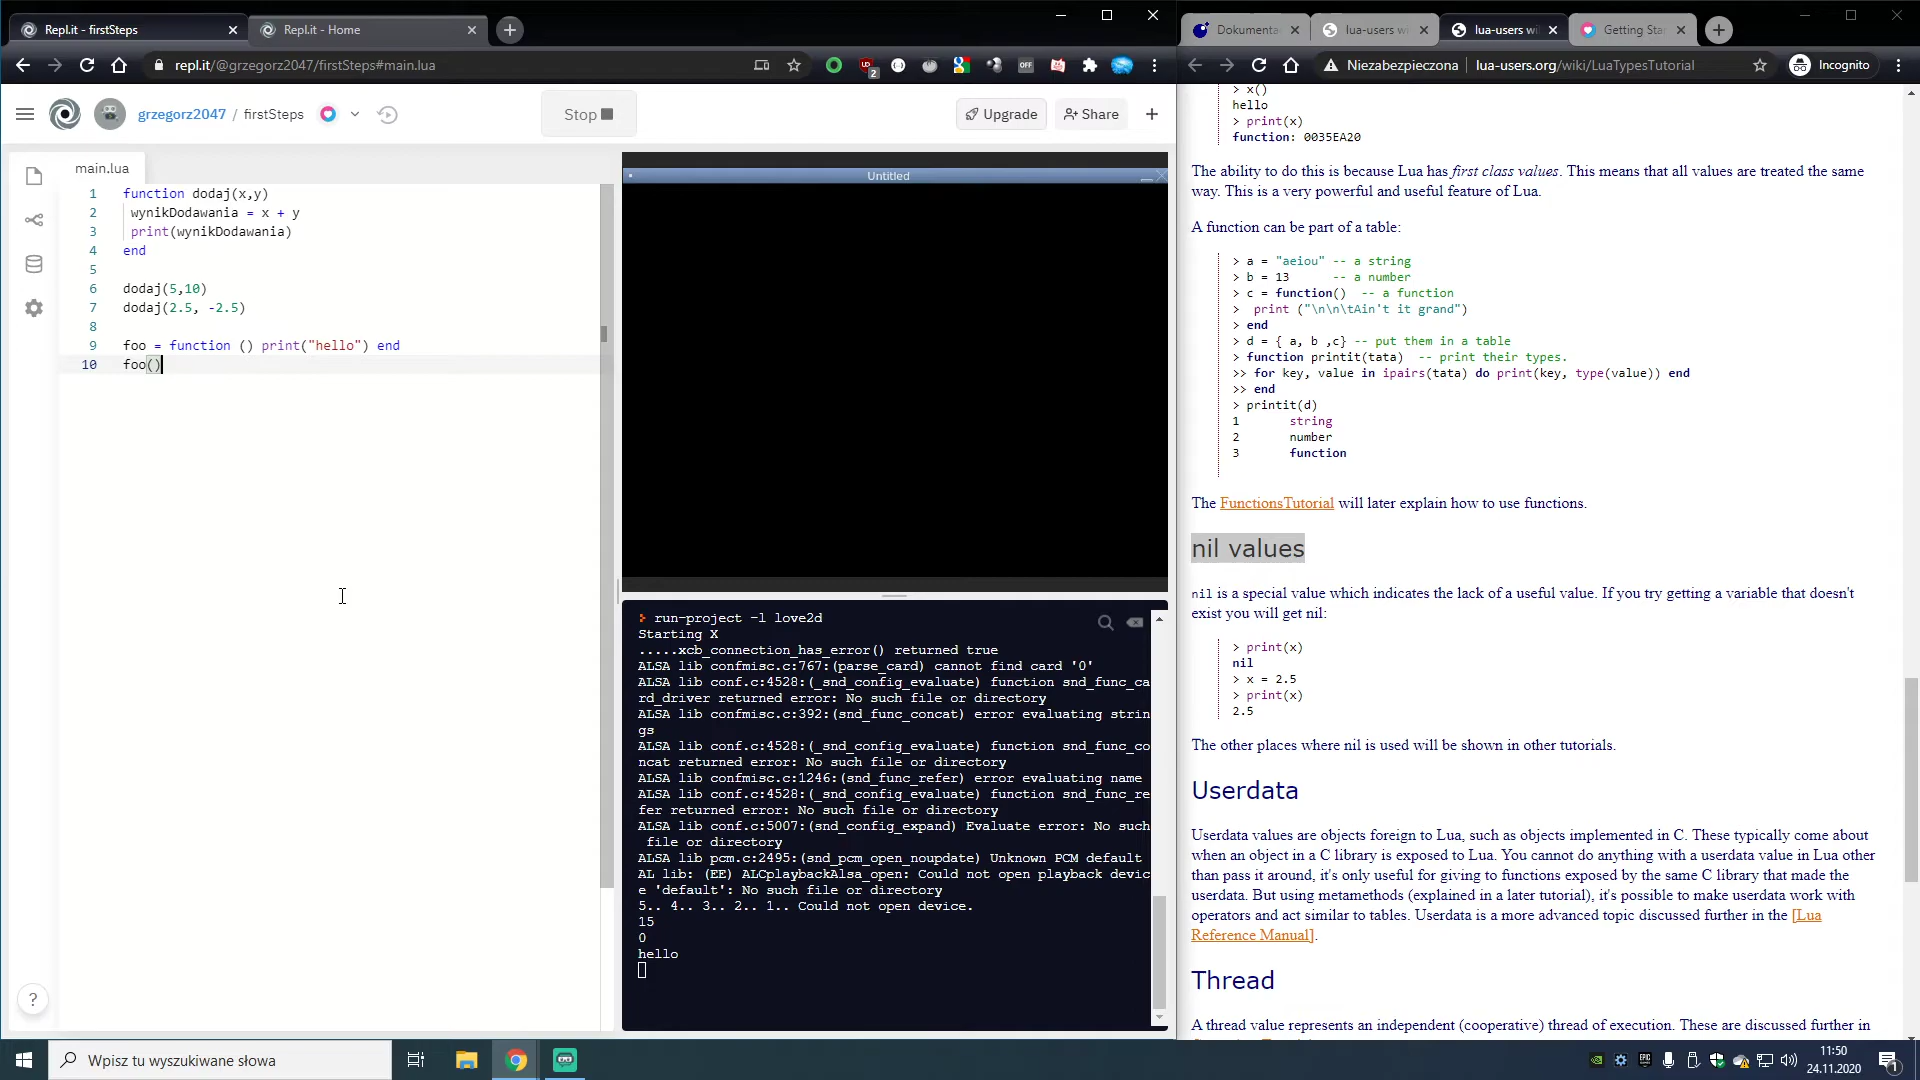 Repl.it - firstSteps
Repl.it - Home
repl.it/@grzegorz2047/firstSteps#main.lua
2
OFF
grzegorz2047 / firstSteps
Stop
Upgrade
Share
main.lua
1 function dodaj(x,y)
2 wynikDodawania = x + y
3 print(wynikDodawania)
4 end
5
6 dodaj(5,10)
7 dodaj(2.5, -2.5)
8
9 foo = function () print("hello") end
10 foo()
?
Untitled
run-project -l love2d
Starting X
.....xcb_connection_has_error() returned true
ALSA lib confmisc.c:767:(parse_card) cannot find card '0'
ALSA lib conf.c:4528:(_snd_config_evaluate) function snd_func_ca
rd_driver returned error: No such file or directory
ALSA lib confmisc.c:392:(snd_func_concat) error evaluating strin
gs
ALSA lib conf.c:4528:(_snd_config_evaluate) function snd_func_co
ncat returned error: No such file or directory
ALSA lib confmisc.c:1246:(snd_func_refer) error evaluating name
ALSA lib conf.c:4528:(_snd_config_evaluate) function snd_func_re
fer returned error: No such file or directory
ALSA lib conf.c:5007:(snd_config_expand) Evaluate error: No such
file or directory
ALSA lib pcm.c:2495:(snd_pcm_open_noupdate) Unknown PCM default
AL lib: (EE) ALCplaybackAlsa_open: Could not open playback devic
e 'default': No such file or directory
5.. 4.. 3.. 2.. 1.. Could not open device.
15
0
hello
Dokumenta
lua-users w
lua-users wi
Getting Sta
Niezabezpieczona | lua-users.org/wiki/LuaTypesTutorial
Incognito
> x()
hello
> print(x)
function: 0035EA20
The ability to do this is because Lua has first class values. This means that all values are treated the same
way. This is a very powerful and useful feature of Lua.
A function can be part of a table:
> a = "aeiou" -- a string
> b = 13 -- a number
> c = function() -- a function
> print ("\n\n\tAin't it grand")
> end
> d = { a, b ,c} -- put them in a table
> function printit(tata) -- print their types.
>> for key, value in ipairs(tata) do print(key, type(value)) end
>> end
> printit(d)
1 string
2 number
3 function
The FunctionsTutorial will later explain how to use functions.
nil values
nil is a special value which indicates the lack of a useful value. If you try getting a variable that doesn't
exist you will get nil:
> print(x)
nil
> x = 2.5
> print(x)
2.5
The other places where nil is used will be shown in other tutorials.
Userdata
Userdata values are objects foreign to Lua, such as objects implemented in C. These typically come about
when an object in a C library is exposed to Lua. You cannot do anything with a userdata value in Lua other
than pass it around, it's only useful for giving to functions exposed by the same C library that made the
userdata. But using metamethods (explained in a later tutorial), it's possible to make userdata work with
operators and act similar to tables. Userdata is a more advanced topic discussed further in the [Lua
Reference Manual].
Thread
A thread value represents an independent (cooperative) thread of execution. These are discussed further in
Wpisz tu wyszukiwane słowa
11:50
24.11.2020
1